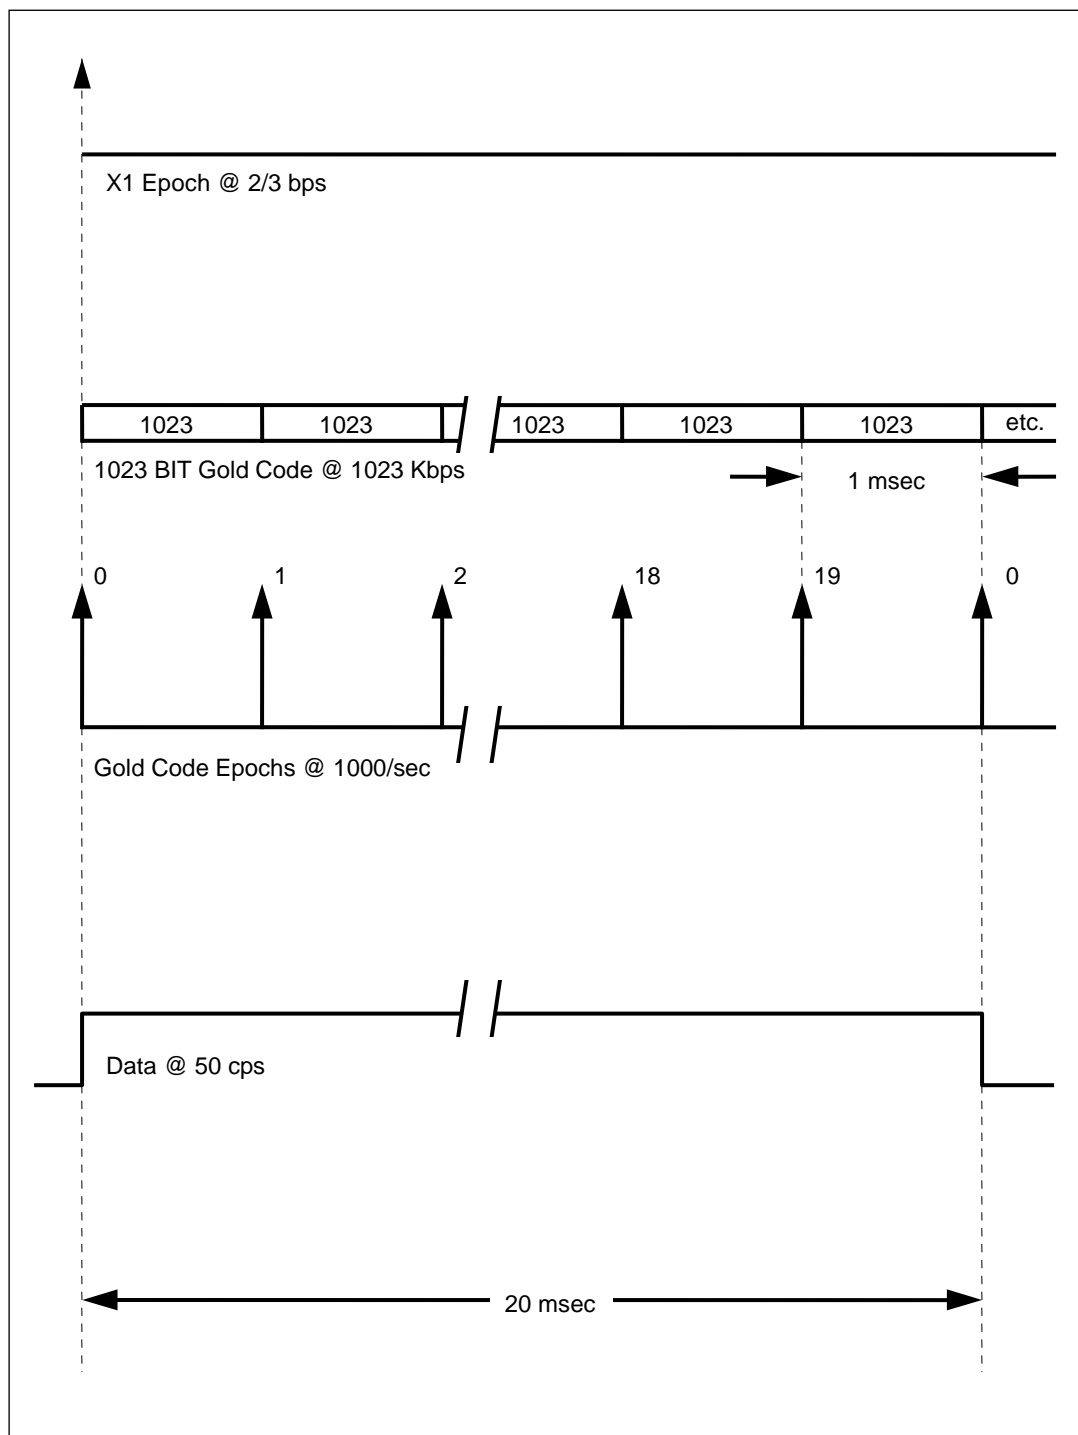 X1 Epoch @ 2/3 bps
1023 1023 1023 1023 1023 etc.
1023 BIT Gold Code @ 1023 Kbps
1 msec
0 1 2 18 19 0
Gold Code Epochs @ 1000/sec
Data @ 50 cps
20 msec